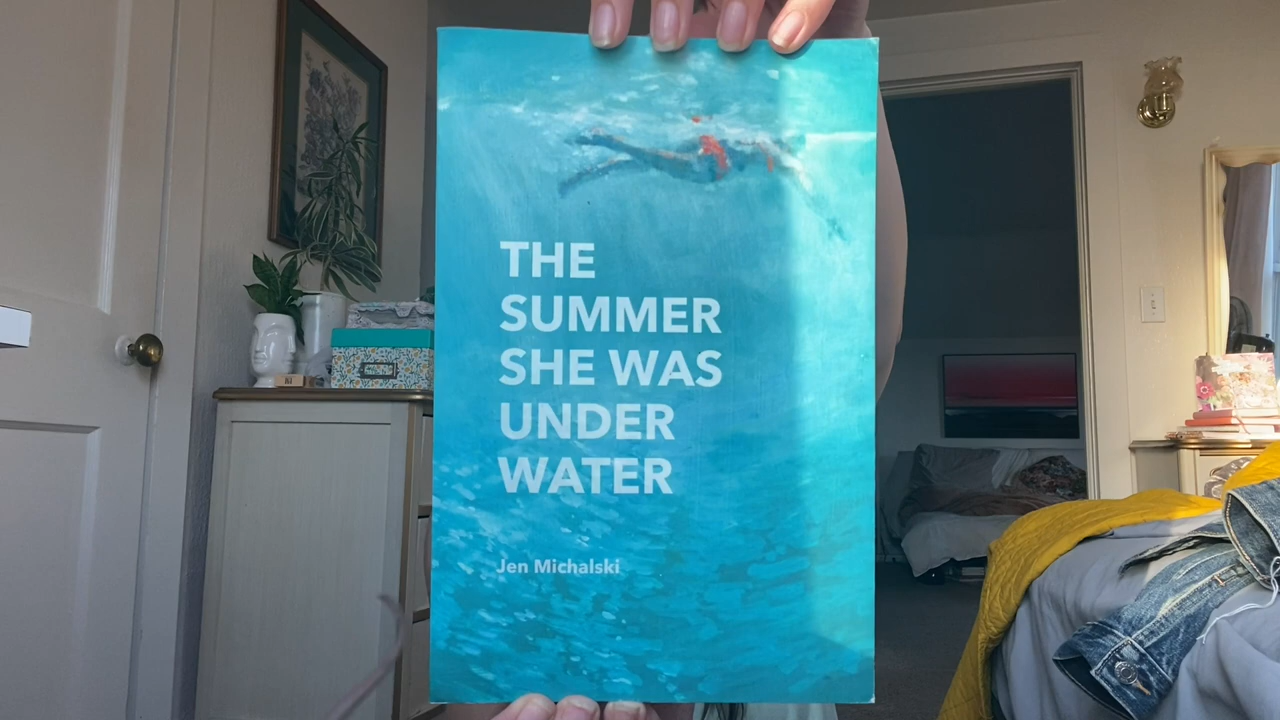 THE
SUMMER
SHE WAS
UNDER
WATER
Jen Michalski